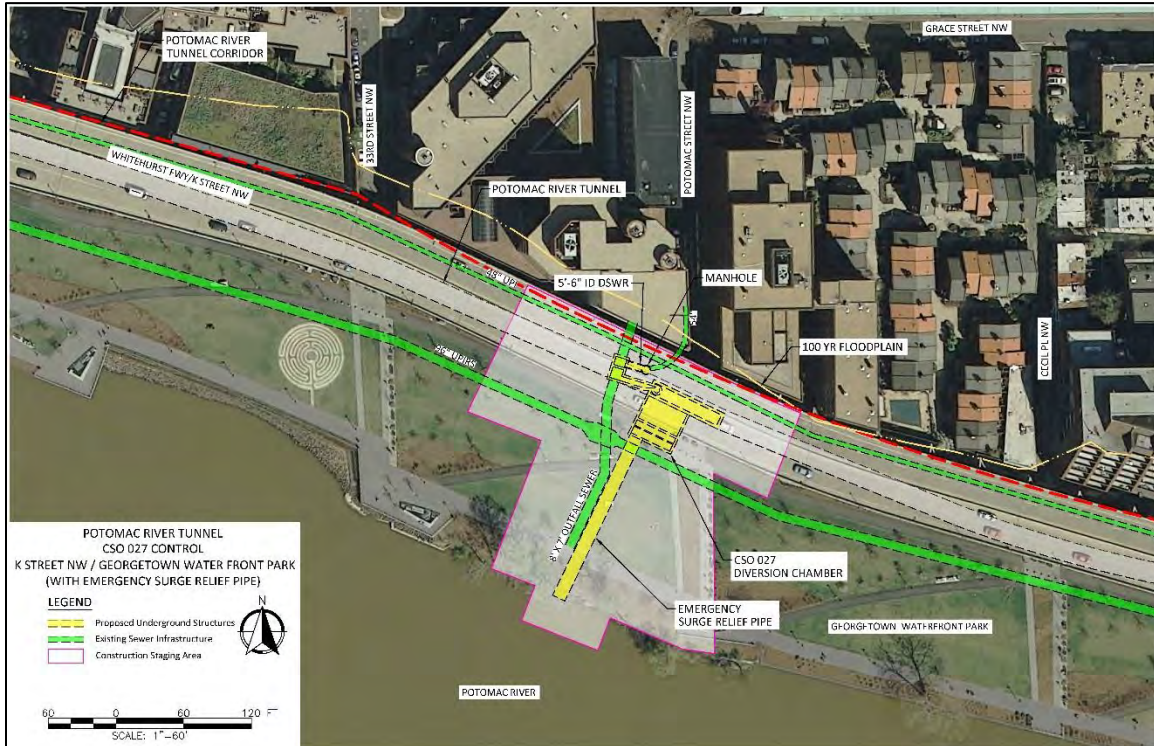 GRACE STREET NW
POTOMAC RIVER
TUNNEL CORRIDOR
33RD STREET NW
POTOMAC STREET NW
WHITEHURST FWY/K STREET NW
POTOMAC RIVER TUNNEL
48" UPI
5'-6" ID DSWR
MANHOLE
54"
100 YR FLOODPLAIN
CECIL PL NW
96" UPIRS
8' X 7' OUTFALL SEWER
CSO 027
DIVERSION CHAMBER
EMERGENCY
SURGE RELIEF PIPE
GEORGETOWN WATERFRONT PARK
POTOMAC RIVER
POTOMAC RIVER TUNNEL
CSO 027 CONTROL
K STREET NW / GEORGETOWN WATER FRONT PARK
(WITH EMERGENCY SURGE RELIEF PIPE)
LEGEND
N
Proposed Underground Structures
Existing Sewer Infrastructure
Construction Staging Area
60 0 60 120 FT
SCALE: 1"=60'